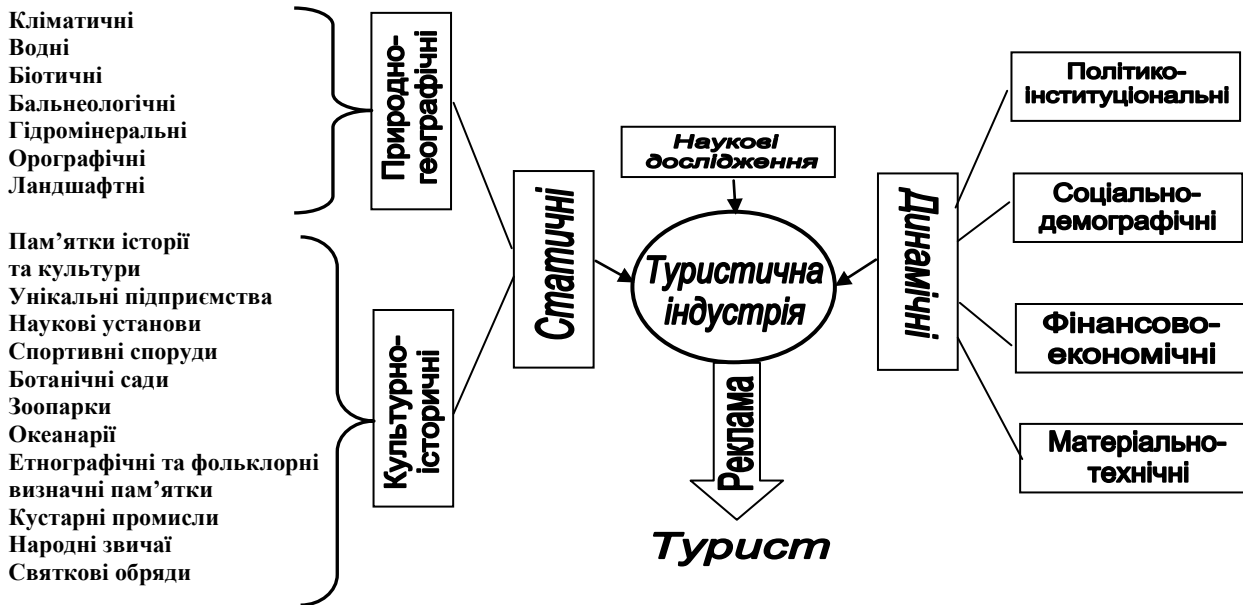 Кліматичні
Водні
Біотичні
Бальнеологічні
Гідромінеральні
Орографічні
Ландшафтні
Пам’ятки історії
та культури
Унікальні підприємства
Наукові установи
Спортивні споруди
Ботанічні сади
Зоопарки
Океанарії
Етнографічні та фольклорні
визначні пам’ятки
Кустарні промисли
Народні звичаї
Святкові обряди
Природно-
географічні
Культурно-
історичні
Статичні
Наукові
дослідження
Туристична
індустрія
Реклама
Турист
Динамічні
Політико-
інституціональні
Соціально-
демографічні
Фінансово-
економічні
Матеріально-
технічні